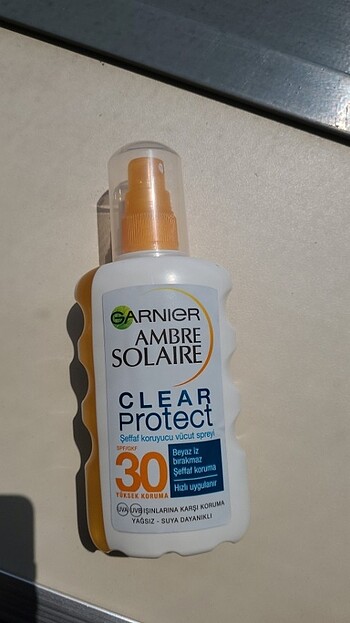 GARNIER
AMBRE
SOLAIRE
CLEAR
Protect
Şeffaf koruyucu vücut spreyi
SPF/GKF
30
YÜKSEK KORUMA
Beyaz iz
bırakmaz
Şeffaf koruma
Hızlı uygulanır
UVA UVB IŞINLARINA KARŞI KORUMA
YAĞSIZ - SUYA DAYANIKLI